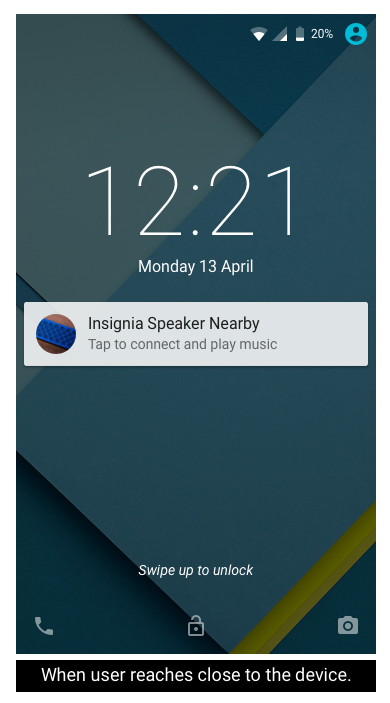 20%
12:21
Monday 13 April
Insignia Speaker Nearby
Tap to connect and play music
Swipe up to unlock
When user reaches close to the device.